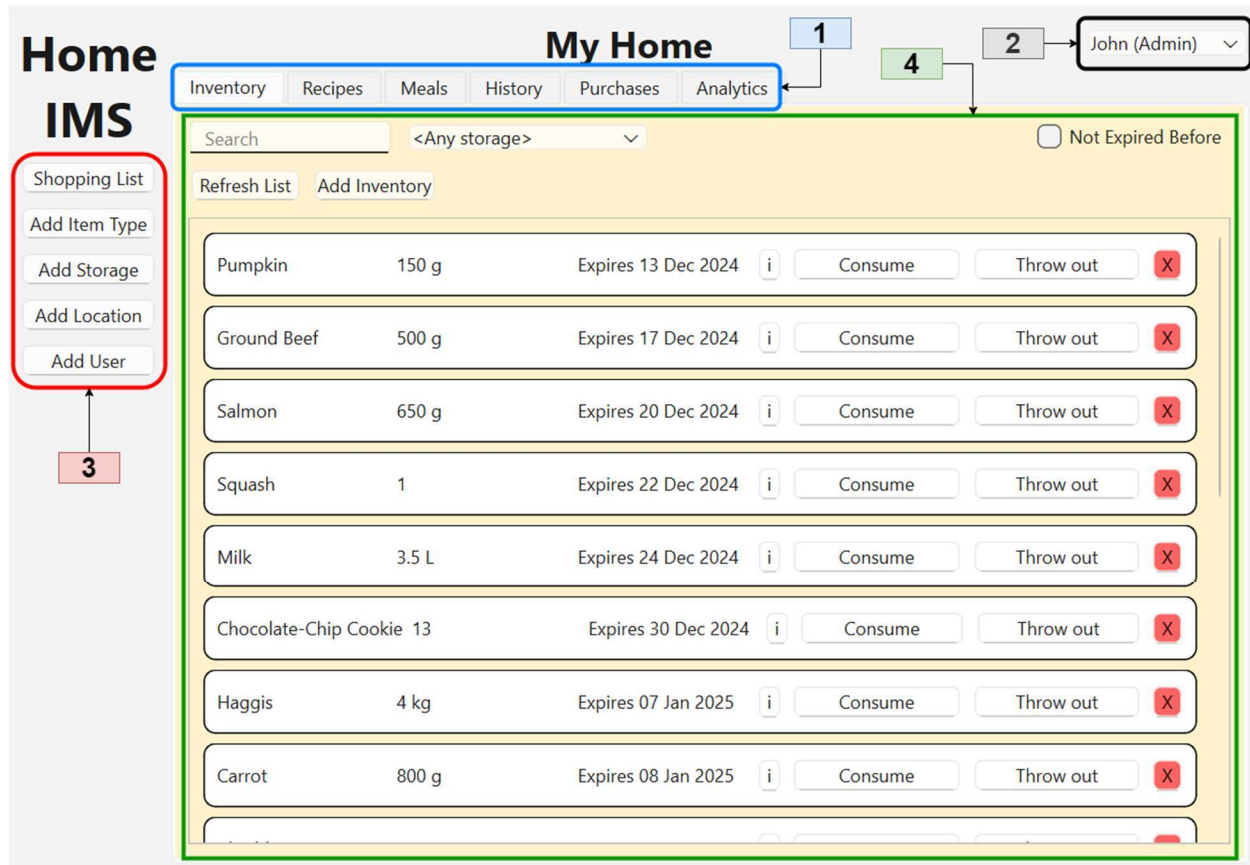 Home
IMS
My Home
1
2
John (Admin)
4
Inventory Recipes Meals History Purchases Analytics
Search
<Any storage>
Not Expired Before
Refresh List Add Inventory
Shopping List
Add Item Type
Add Storage
Add Location
Add User
3
Pumpkin 150 g Expires 13 Dec 2024 i Consume Throw out X
Ground Beef 500 g Expires 17 Dec 2024 i Consume Throw out X
Salmon 650 g Expires 20 Dec 2024 i Consume Throw out X
Squash 1 Expires 22 Dec 2024 i Consume Throw out X
Milk 3.5 L Expires 24 Dec 2024 i Consume Throw out X
Chocolate-Chip Cookie 13 Expires 30 Dec 2024 i Consume Throw out X
Haggis 4 kg Expires 07 Jan 2025 i Consume Throw out X
Carrot 800 g Expires 08 Jan 2025 i Consume Throw out X